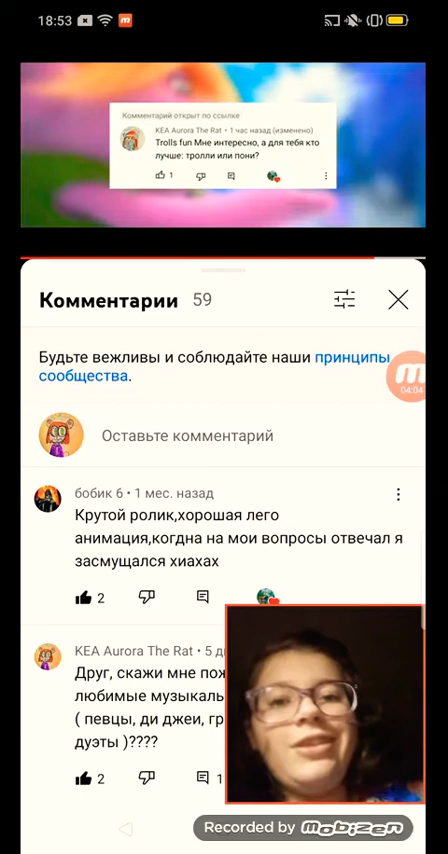 18:53
Комментарий открыт по ссылке
KEA Aurora The Rat • 1 час назад (изменено)
Trolls fun Мне интересно, а для тебя кто
лучше: тролли или пони?
1
Комментарии 59
Будьте вежливы и соблюдайте наши принципы
сообщества.
04:04
Оставьте комментарий
бобик 6 • 1 мес. назад
Крутой ролик,хорошая лего
анимация,когдна на мои вопросы отвечал я
засмущался хиахах
2
KEA Aurora The Rat • 5
Друг, скажи мне
любимые
( певцы, ди джеи,
дуэты )????
2 1
Recorded by mobizen